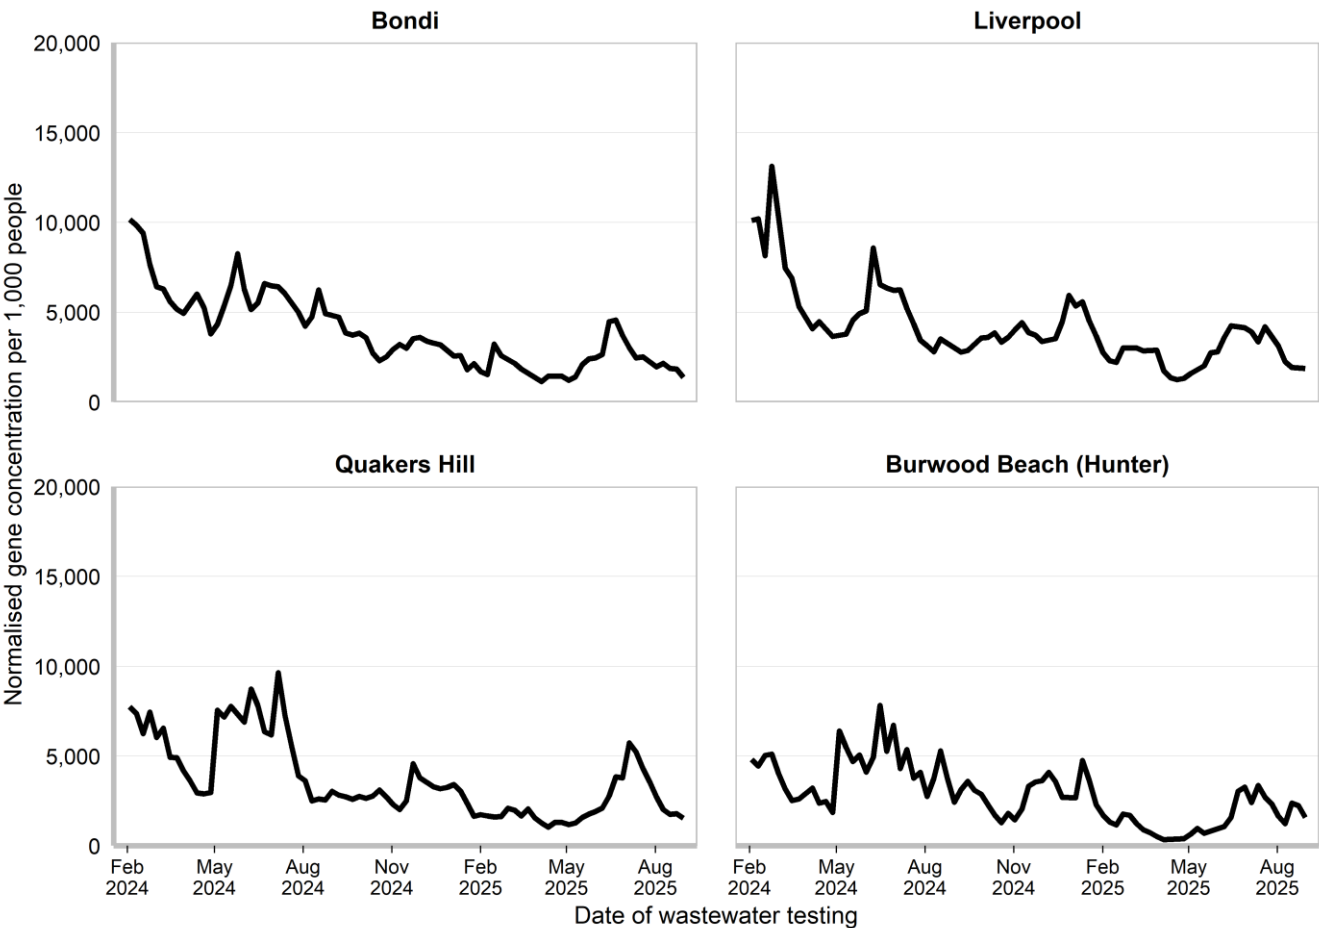 Bondi
Liverpool
20,000
15,000
10,000
5,000
0
Normalised gene concentration per 1,000 people
Quakers Hill
Burwood Beach (Hunter)
20,000
15,000
10,000
5,000
0
Feb May Aug Nov Feb May Aug
2024 2024 2024 2024 2025 2025 2025
Feb May Aug Nov Feb May Aug
2024 2024 2024 2024 2025 2025 2025
Date of wastewater testing